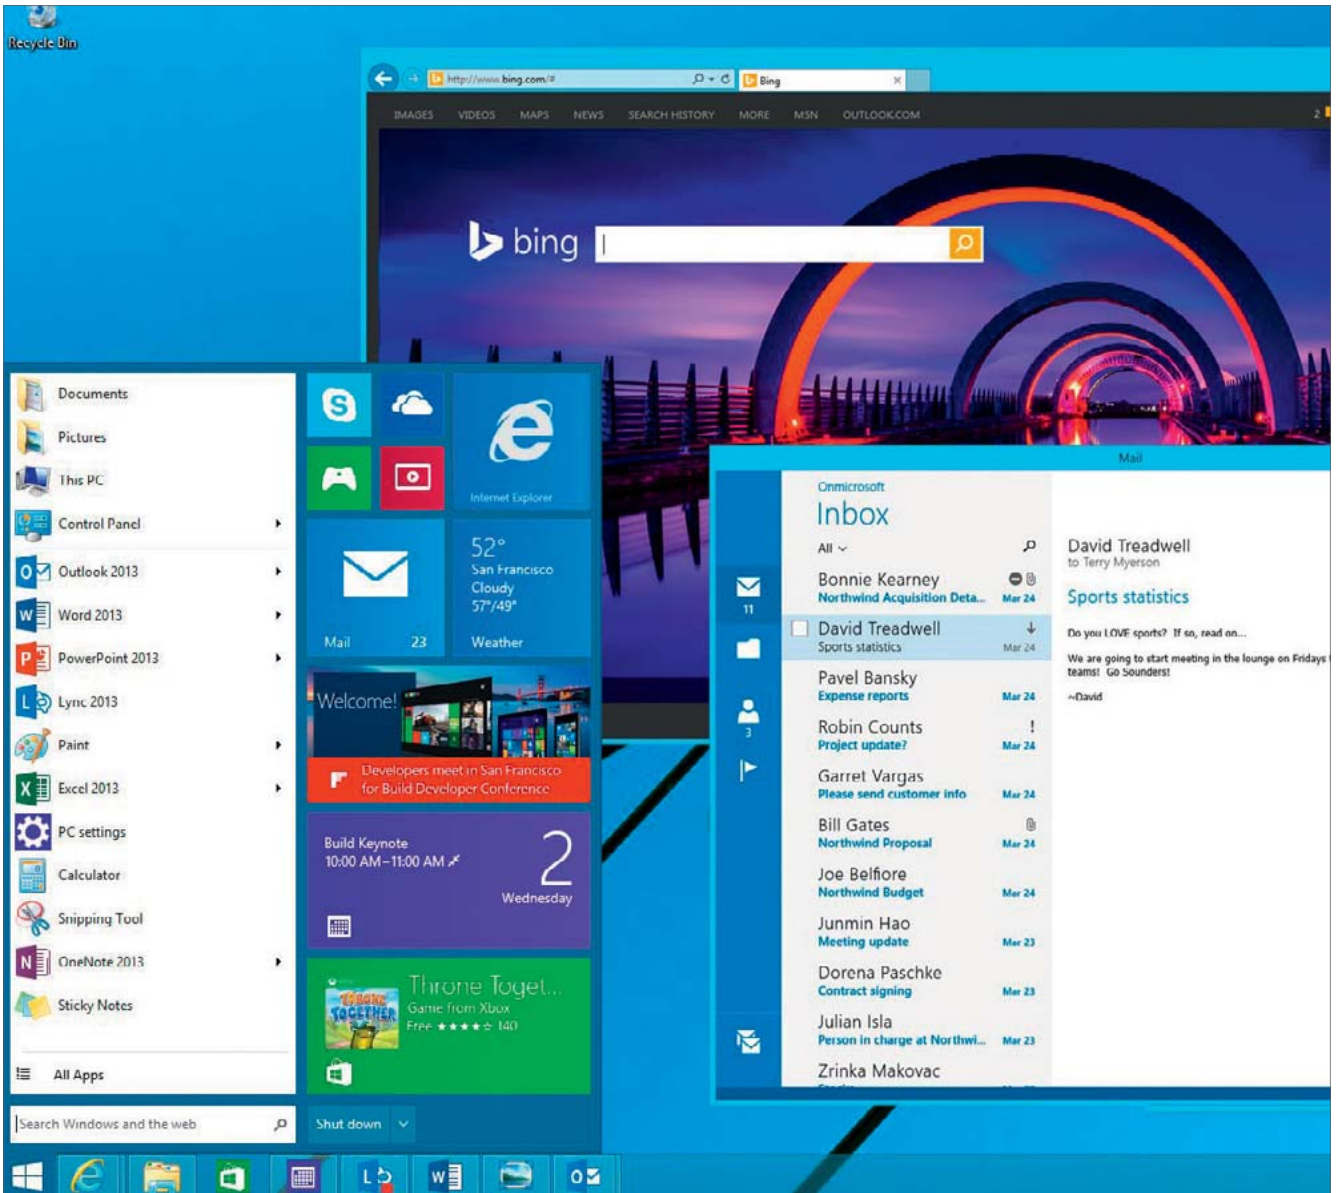 Recycle Bin
http://www.bing.com/#
Bing
IMAGES VIDEOS MAPS NEWS SEARCH HISTORY MORE MSN OUTLOOK.COM
2
bing
Documents
Pictures
This PC
Control Panel
Outlook 2013
Word 2013
PowerPoint 2013
Lync 2013
Paint
Excel 2013
PC settings
Calculator
Snipping Tool
OneNote 2013
Sticky Notes
All Apps
Search Windows and the web
Shut down
Internet Explorer
Mail 23
52°
San Francisco
Cloudy
57°/49°
Weather
Welcome!
Developers meet in San Francisco
for Build Developer Conference
Build Keynote
10:00 AM–11:00 AM
2
Wednesday
THRONE
TOGETHER
Throne Toget...
Game from Xbox
Free ★★★★☆ 140
Mail
11
3
Onmicrosoft
Inbox
All
Bonnie Kearney
Northwind Acquisition Deta... Mar 24
David Treadwell
Sports statistics Mar 24
Pavel Bansky
Expense reports Mar 24
Robin Counts !
Project update? Mar 24
Garret Vargas
Please send customer info Mar 24
Bill Gates
Northwind Proposal Mar 24
Joe Belfiore
Northwind Budget Mar 24
Junmin Hao
Meeting update Mar 23
Dorena Paschke
Contract signing Mar 23
Julian Isla
Person in charge at Northwi... Mar 23
Zrinka Makovac
David Treadwell
to Terry Myerson
Sports statistics
Do you LOVE sports? If so, read on...
We are going to start meeting in the lounge on Fridays
teams! Go Sounders!
~David